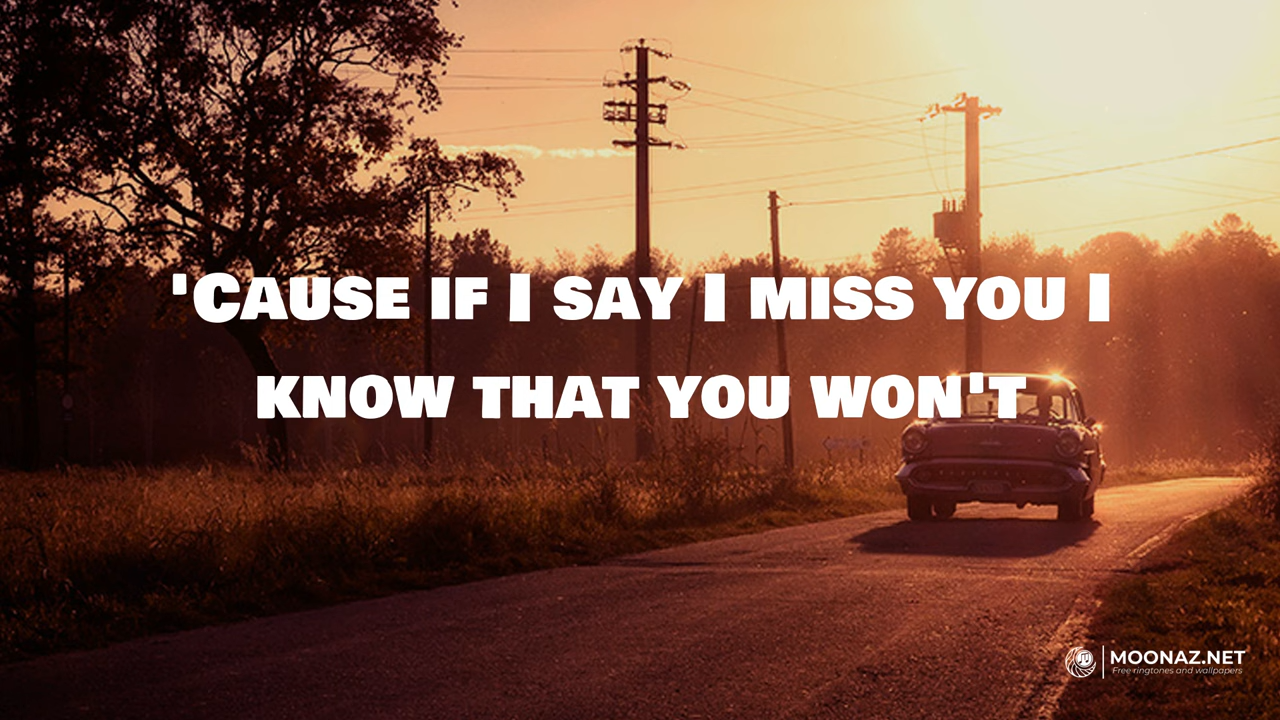 'Cause if I say I miss you I
know that you won't
MOONAZ.NET
Free ringtones and wallpapers